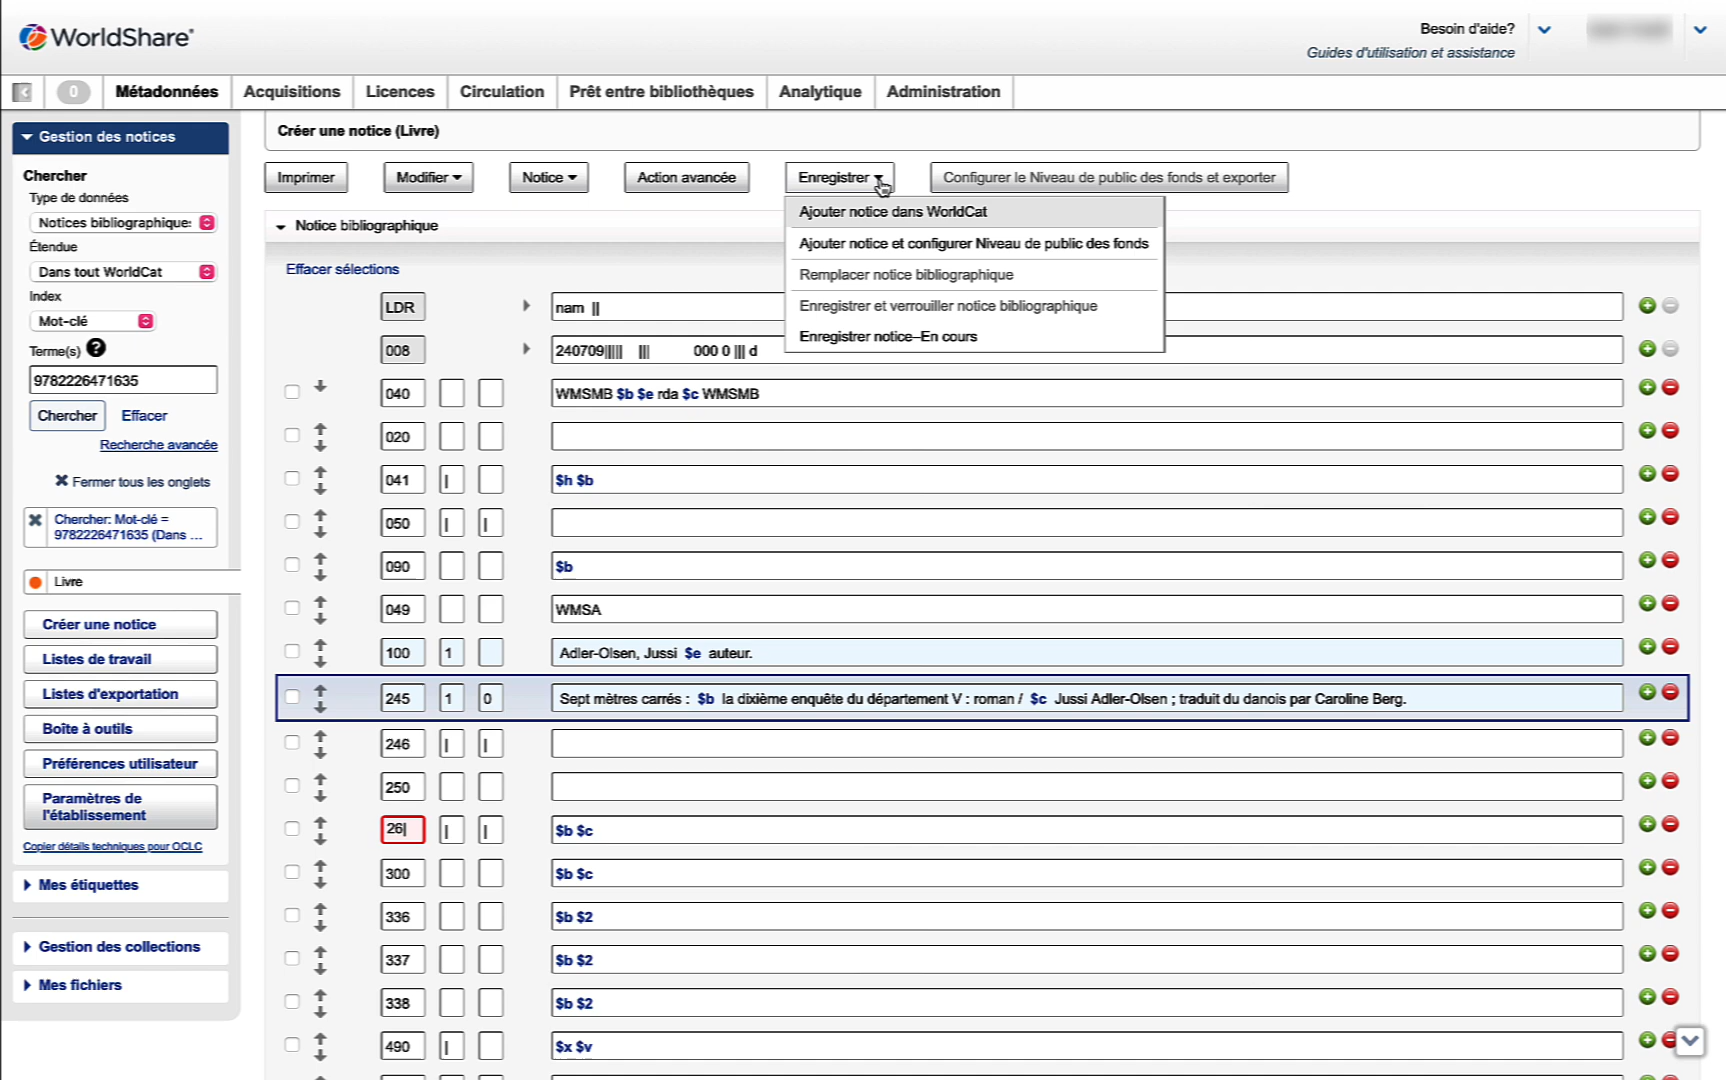 WorldShare®
Besoin d'aide?
Guides d'utilisation et assistance
0
Métadonnées
Acquisitions
Licences
Circulation
Prêt entre bibliothèques
Analytique
Administration
Gestion des notices
Chercher
Type de données
Notices bibliographique:
Étendue
Dans tout WorldCat
Index
Mot-clé
Terme(s) ?
9782226471635
Chercher Effacer
Recherche avancée
Fermer tous les onglets
Chercher: Mot-clé =
9782226471635 (Dans ...
Livre
Créer une notice
Listes de travail
Listes d'exportation
Boîte à outils
Préférences utilisateur
Paramètres de
l'établissement
Copier détails techniques pour OCLC
Mes étiquettes
Gestion des collections
Mes fichiers
Créer une notice (Livre)
Imprimer
Modifier
Notice
Action avancée
Enregistrer
Configurer le Niveau de public des fonds et exporter
Ajouter notice dans WorldCat
Ajouter notice et configurer Niveau de public des fonds
Remplacer notice bibliographique
Enregistrer et verrouiller notice bibliographique
Enregistrer notice–En cours
Notice bibliographique
Effacer sélections
LDR nam ||
008 240709||||| ||| 000 0 ||| d
040 WMSMB $b $e rda $c WMSMB
020
041 | $h $b
050 | |
090 $b
049 WMSA
100 1 Adler-Olsen, Jussi $e auteur.
245 1 0 Sept mètres carrés : $b la dixième enquête du département V : roman / $c Jussi Adler-Olsen ; traduit du danois par Caroline Berg.
246 | |
250
26 | | $b $c
300 $b $c
336 $b $2
337 $b $2
338 $b $2
490 | $x $v